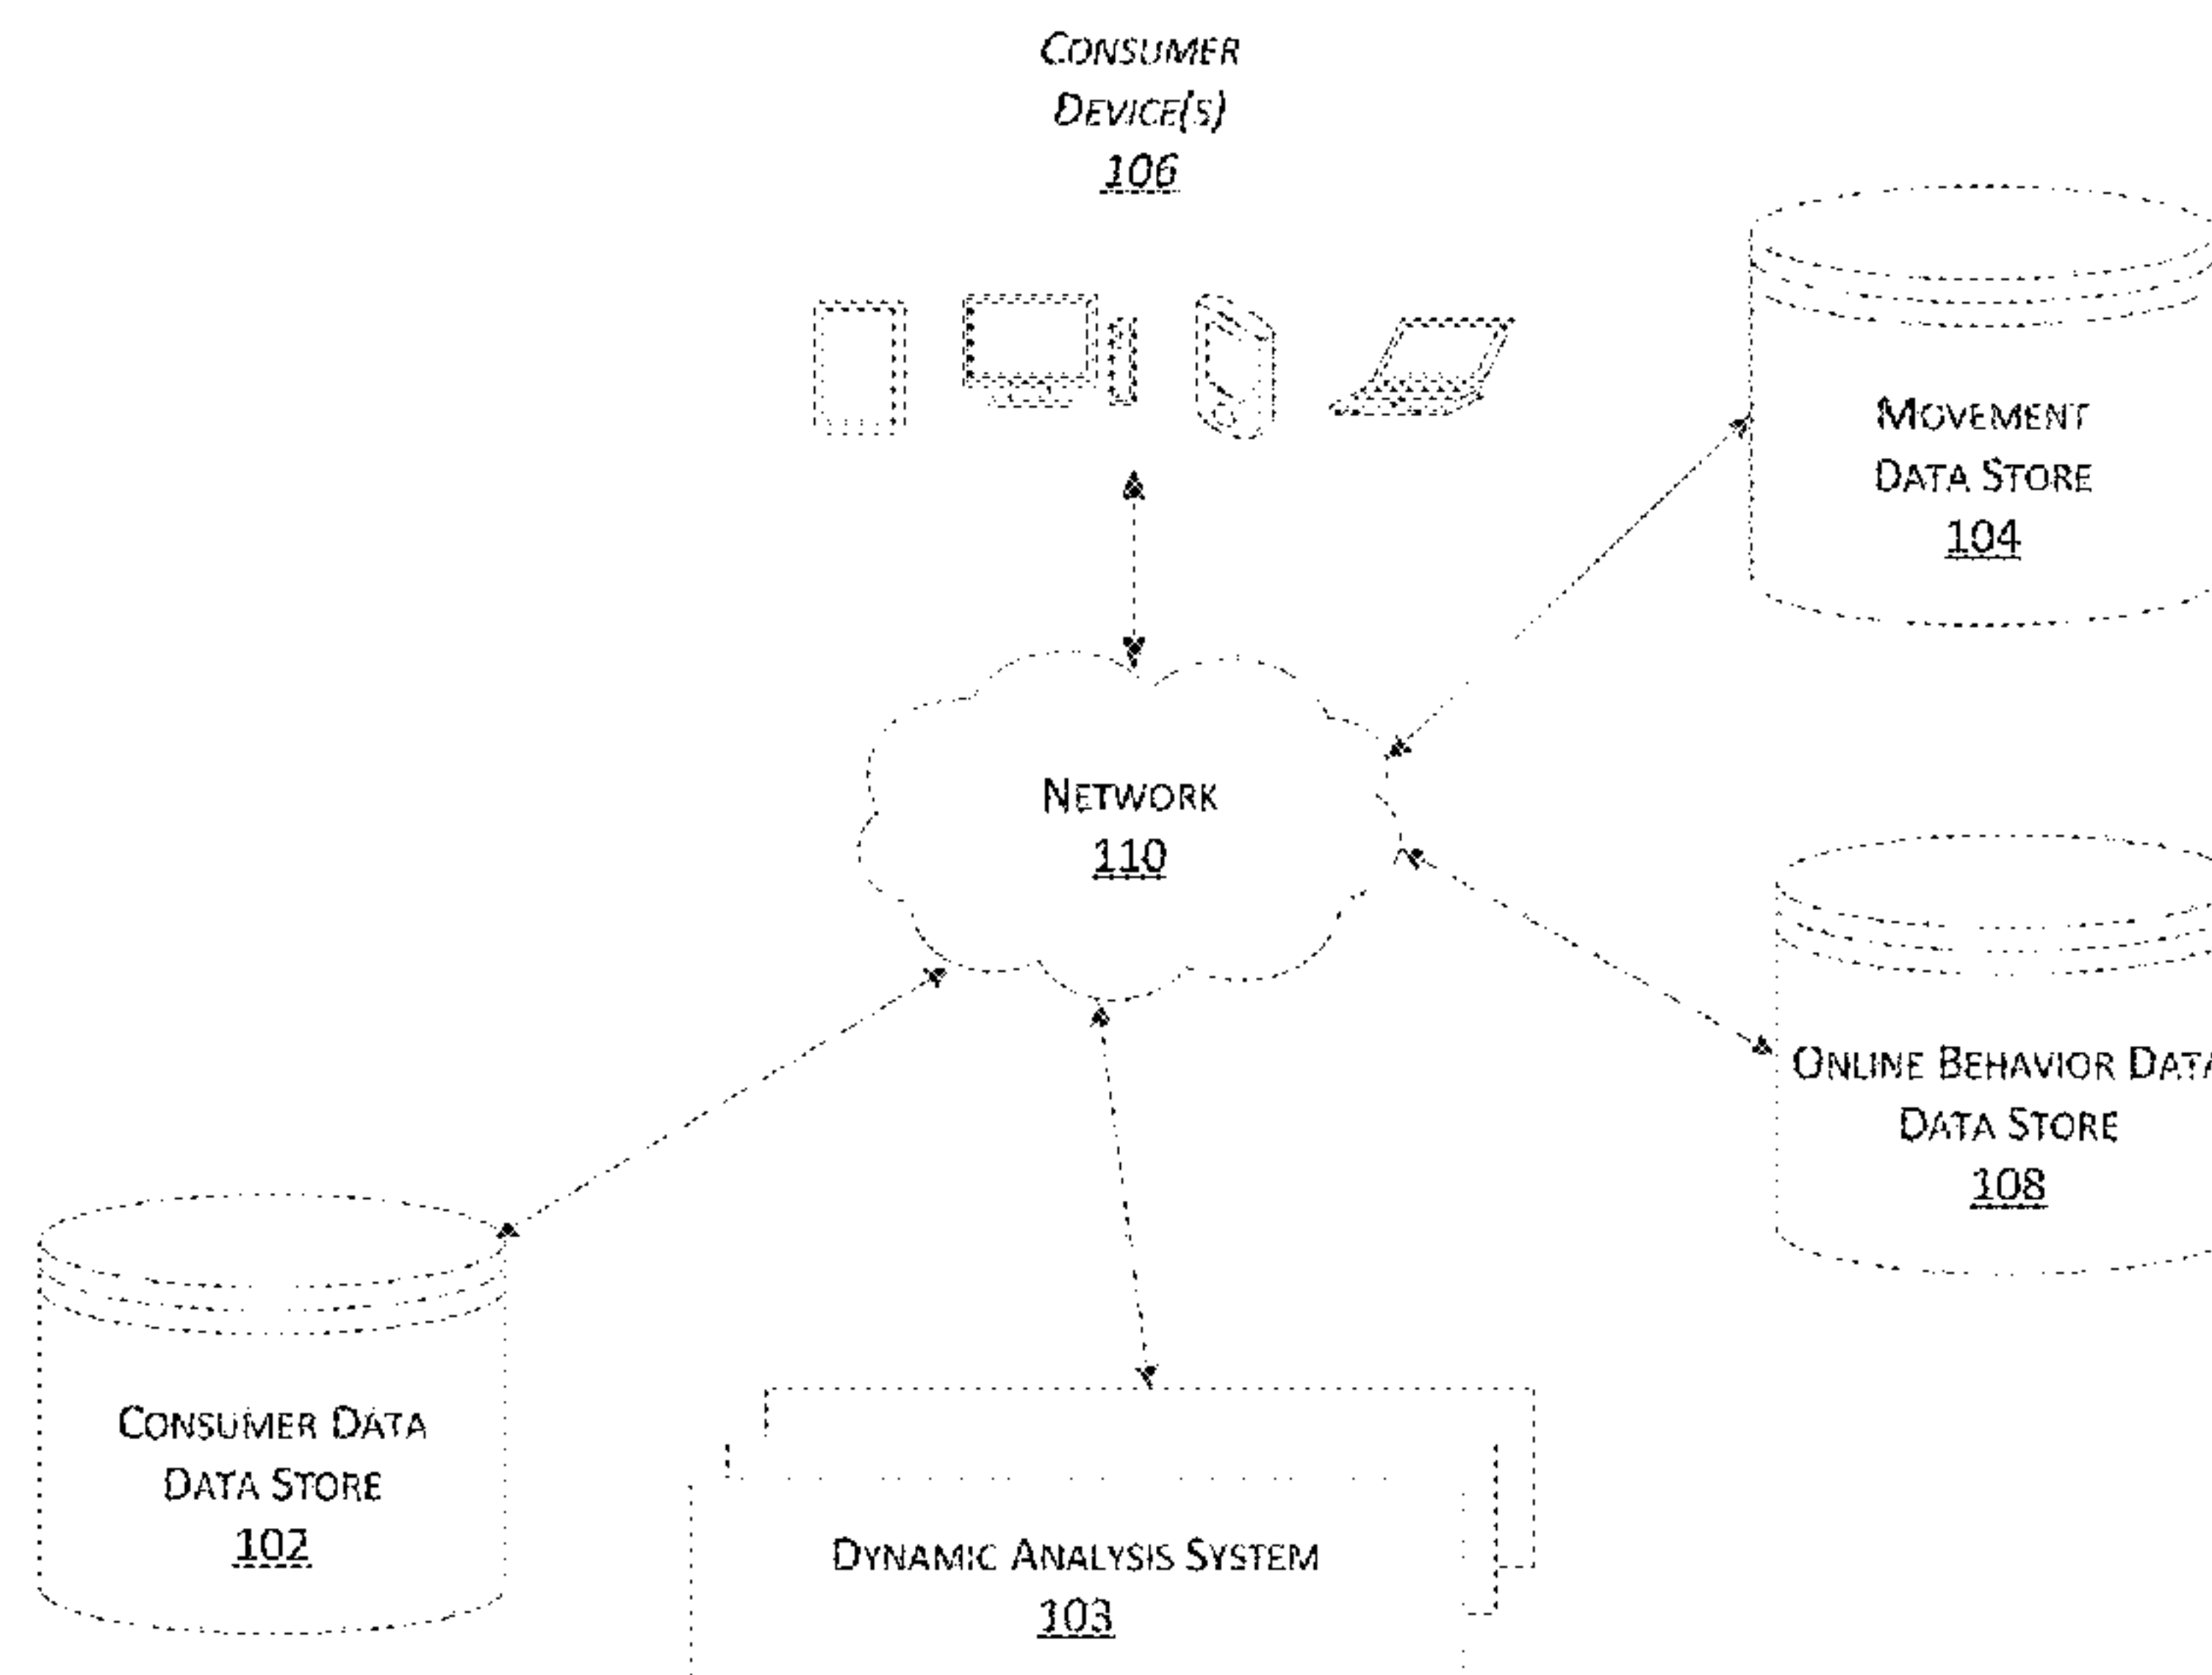 CONSUMER
DEVICE(S)
106
MOVEMENT
DATA STORE
104
NETWORK
110
ONLINE BEHAVIOR DATA
DATA STORE
108
CONSUMER DATA
DATA STORE
102
DYNAMIC ANALYSIS SYSTEM
103